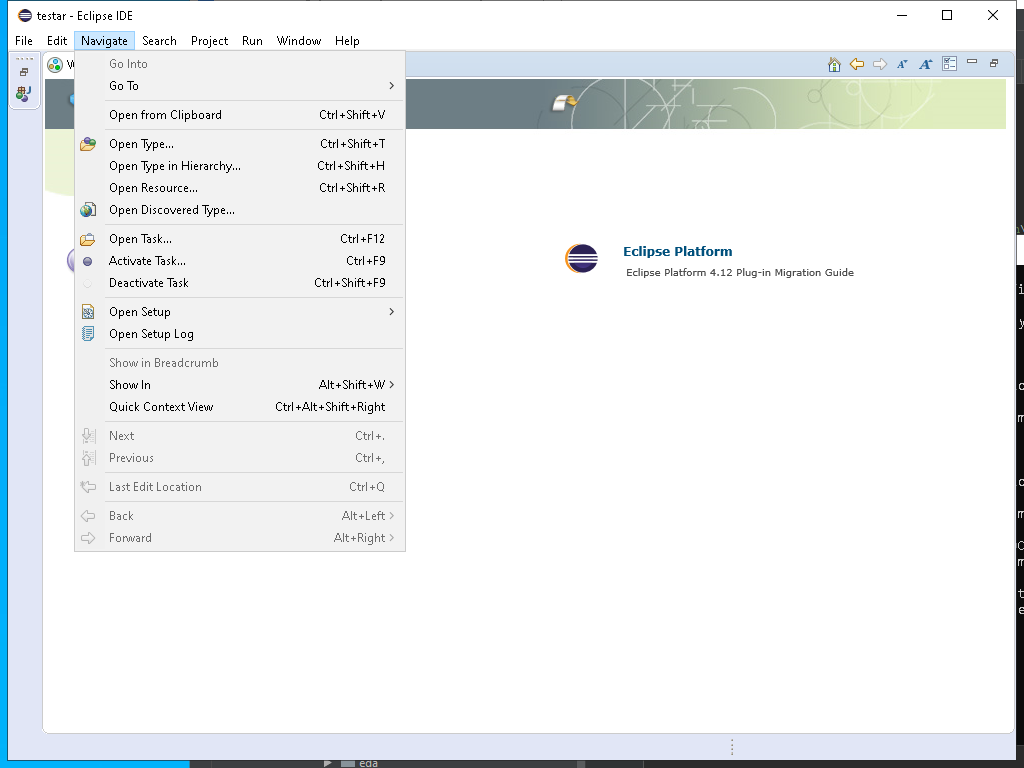 testar - Eclipse IDE
File Edit Navigate Search Project Run Window Help
Go Into
Go To
Open from Clipboard Ctrl+Shift+V
Open Type... Ctrl+Shift+T
Open Type in Hierarchy... Ctrl+Shift+H
Open Resource... Ctrl+Shift+R
Open Discovered Type...
Open Task... Ctrl+F12
Activate Task... Ctrl+F9
Deactivate Task Ctrl+Shift+F9
Open Setup
Open Setup Log
Show in Breadcrumb
Show In Alt+Shift+W
Quick Context View Ctrl+Alt+Shift+Right
Next Ctrl+.
Previous Ctrl+,
Last Edit Location Ctrl+Q
Back Alt+Left
Forward Alt+Right
Eclipse Platform
Eclipse Platform 4.12 Plug-in Migration Guide
eda